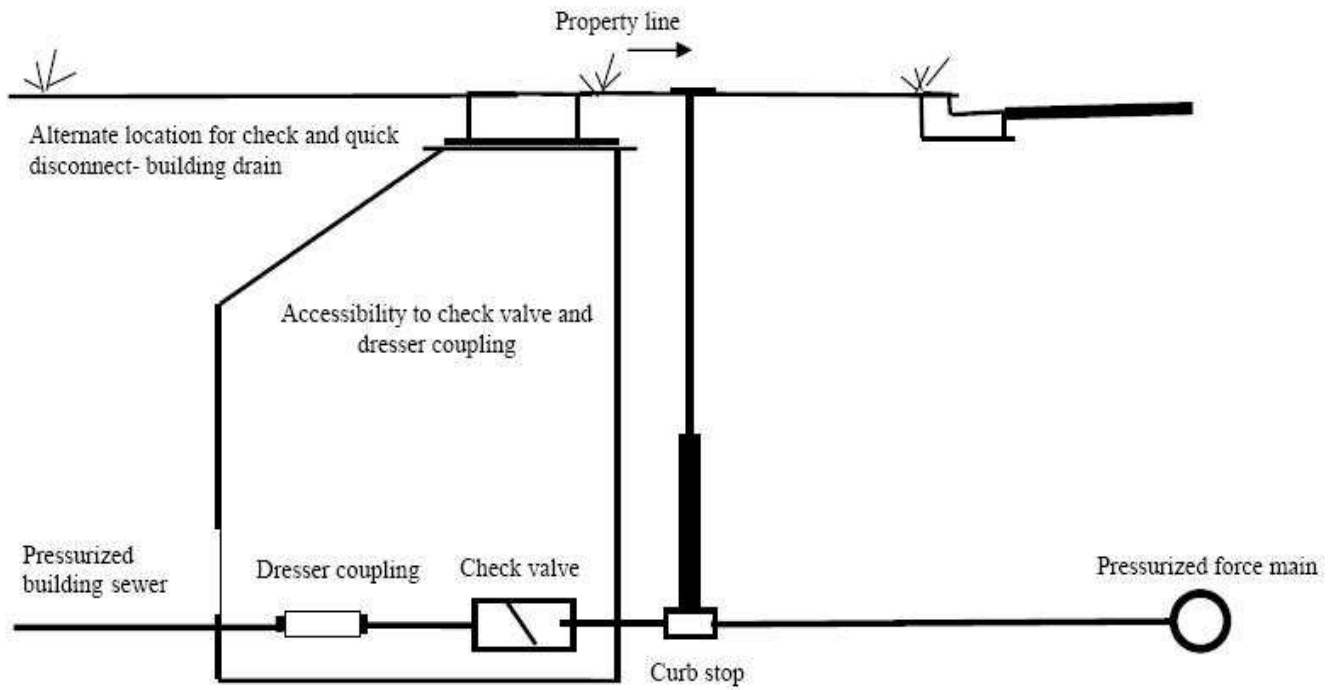 Property line
Alternate location for check and quick
disconnect- building drain
Accessibility to check valve and
dresser coupling
Pressurized
building sewer
Dresser coupling
Check valve
Pressurized force main
Curb stop